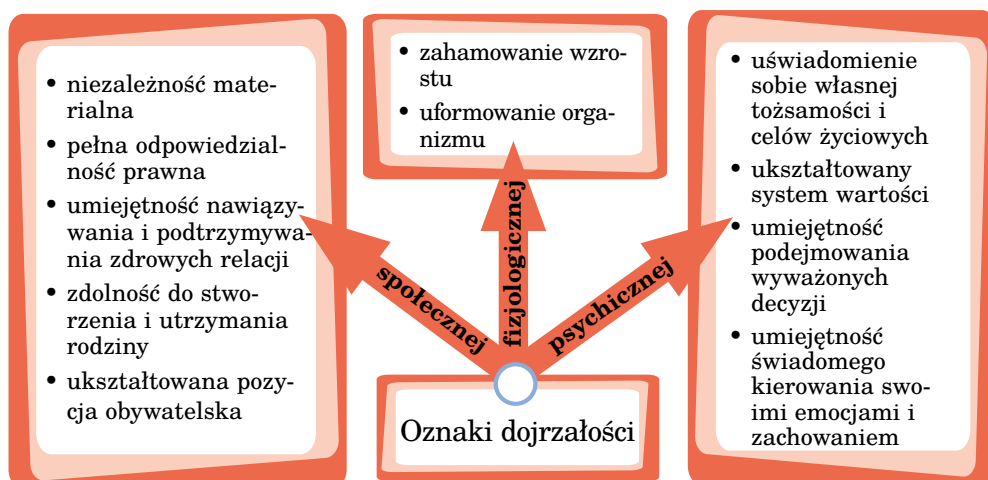 • niezależność mate-
rialna
• pełna odpowiedzial-
ność prawna
• umiejętność nawiązy-
wania i podtrzymywa-
nia zdrowych relacji
• zdolność do stwo-
rzenia i utrzymania
rodziny
• ukształtowana pozy-
cja obywatelska
• zahamowanie wzro-
stu
• uformowanie orga-
nizmu
• uświadomienie
sobie własnej
tożsamości i
celów życiowych
• ukształtowany
system wartości
• umiejętność
podejmowania
wyważonych
decyzji
• umiejętność
świadomego
kierowania swo-
imi emocjami i
zachowaniem
społecznej
fizjologicznej
psychicznej
Oznaki dojrzałości